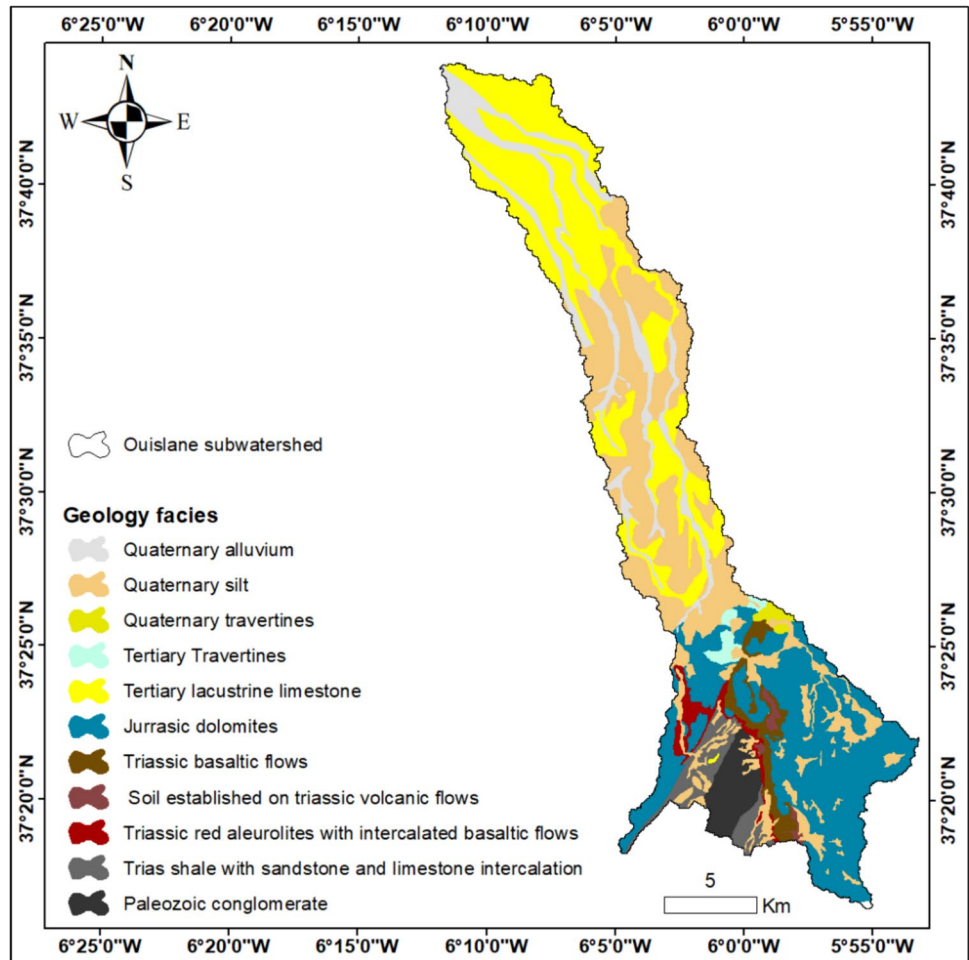 6°25'0"W 6°20'0"W 6°15'0"W 6°10'0"W 6°5'0"W 6°0'0"W 5°55'0"W
N
W E
S
37°40'0"N 37°40'0"N
37°35'0"N 37°35'0"N
Ouislane subwatershed
37°30'0"N 37°30'0"N
Geology facies
Quaternary alluvium
Quaternary silt
Quaternary travertines
37°25'0"N 37°25'0"N
Tertiary Travertines
Tertiary lacustrine limestone
Jurrasic dolomites
Triassic basaltic flows
37°20'0"N 37°20'0"N
Soil established on triassic volcanic flows
Triassic red aleurolites with intercalated basaltic flows
Trias shale with sandstone and limestone intercalation
5
Paleozoic conglomerate Km
6°25'0"W 6°20'0"W 6°15'0"W 6°10'0"W 6°5'0"W 6°0'0"W 5°55'0"W